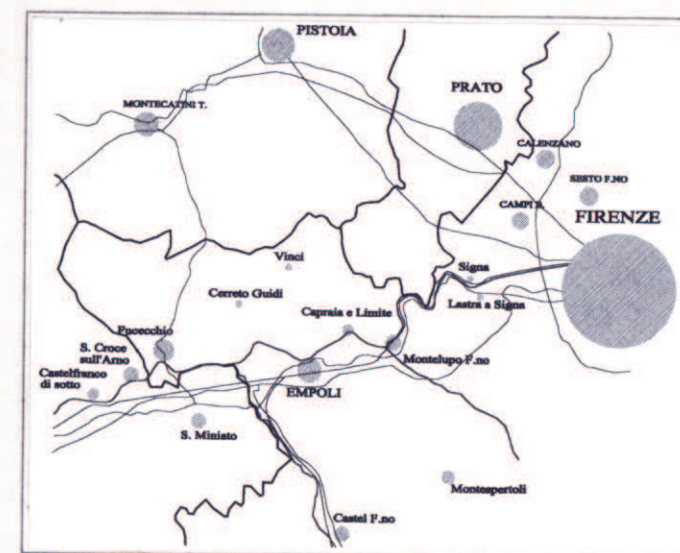 PISTOIA
MONTECATINI T.
PRATO
CALENZANO
SESTO F.NO
CAMPI B.
FIRENZE
Vinci
Signa
Cerreto Guidi
Lastra a Signa
Capraia e Limite
Fucecchio
Montelupo F.no
S. Croce
sull'Arno
Castelfranco
di sotto
EMPOLI
S. Miniato
Montespertoli
Castel F.no